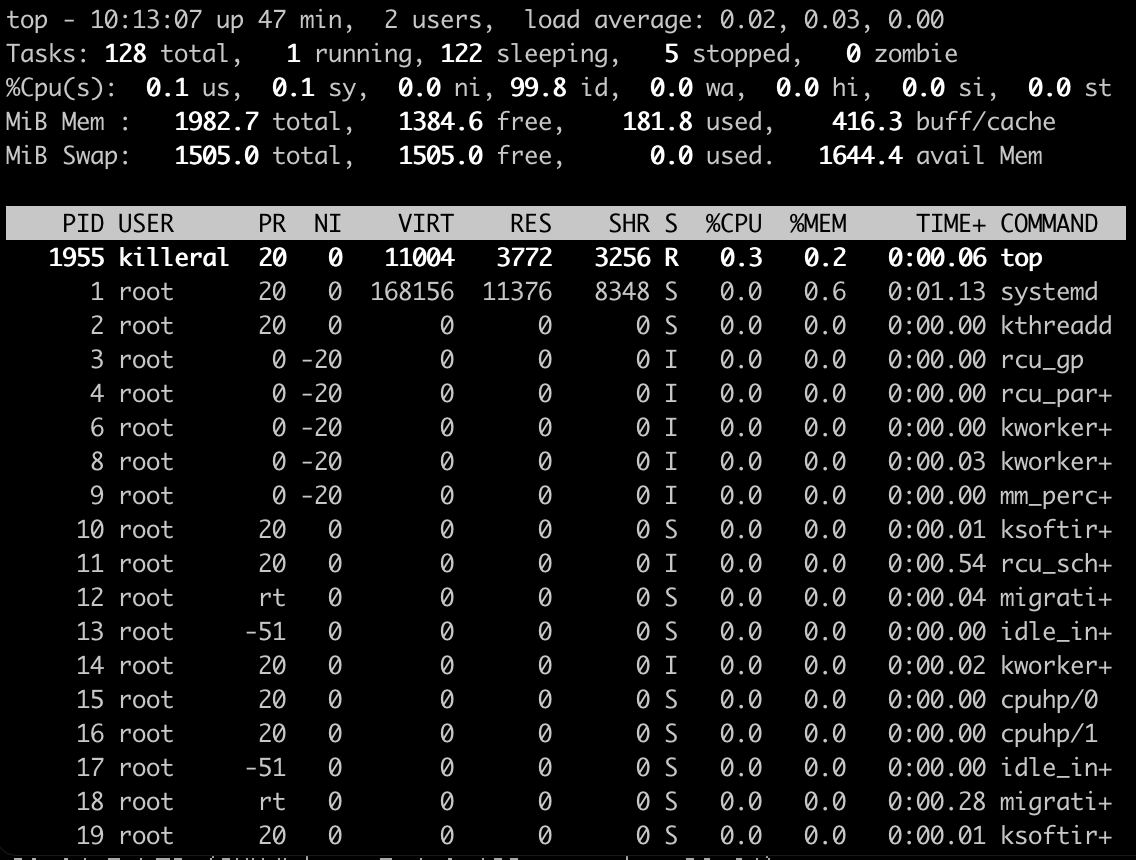 top - 10:13:07 up 47 min,  2 users,  load average: 0.02, 0.03, 0.00
Tasks: 128 total,   1 running, 122 sleeping,   5 stopped,   0 zombie
%Cpu(s):  0.1 us,  0.1 sy,  0.0 ni, 99.8 id,  0.0 wa,  0.0 hi,  0.0 si,  0.0 st
MiB Mem :   1982.7 total,   1384.6 free,    181.8 used,    416.3 buff/cache
MiB Swap:   1505.0 total,   1505.0 free,      0.0 used.   1644.4 avail Mem
PID USER PR NI VIRT RES SHR S %CPU %MEM TIME+ COMMAND
1955 killeral 20 0 11004 3772 3256 R 0.3 0.2 0:00.06 top
1 root 20 0 168156 11376 8348 S 0.0 0.6 0:01.13 systemd
2 root 20 0 0 0 0 S 0.0 0.0 0:00.00 kthreadd
3 root 0 -20 0 0 0 I 0.0 0.0 0:00.00 rcu_gp
4 root 0 -20 0 0 0 I 0.0 0.0 0:00.00 rcu_par+
6 root 0 -20 0 0 0 I 0.0 0.0 0:00.00 kworker+
8 root 0 -20 0 0 0 I 0.0 0.0 0:00.03 kworker+
9 root 0 -20 0 0 0 I 0.0 0.0 0:00.00 mm_perc+
10 root 20 0 0 0 0 S 0.0 0.0 0:00.01 ksoftir+
11 root 20 0 0 0 0 I 0.0 0.0 0:00.54 rcu_sch+
12 root rt 0 0 0 0 S 0.0 0.0 0:00.04 migrati+
13 root -51 0 0 0 0 S 0.0 0.0 0:00.00 idle_in+
14 root 20 0 0 0 0 I 0.0 0.0 0:00.02 kworker+
15 root 20 0 0 0 0 S 0.0 0.0 0:00.00 cpuhp/0
16 root 20 0 0 0 0 S 0.0 0.0 0:00.00 cpuhp/1
17 root -51 0 0 0 0 S 0.0 0.0 0:00.00 idle_in+
18 root rt 0 0 0 0 S 0.0 0.0 0:00.28 migrati+
19 root 20 0 0 0 0 S 0.0 0.0 0:00.01 ksoftir+